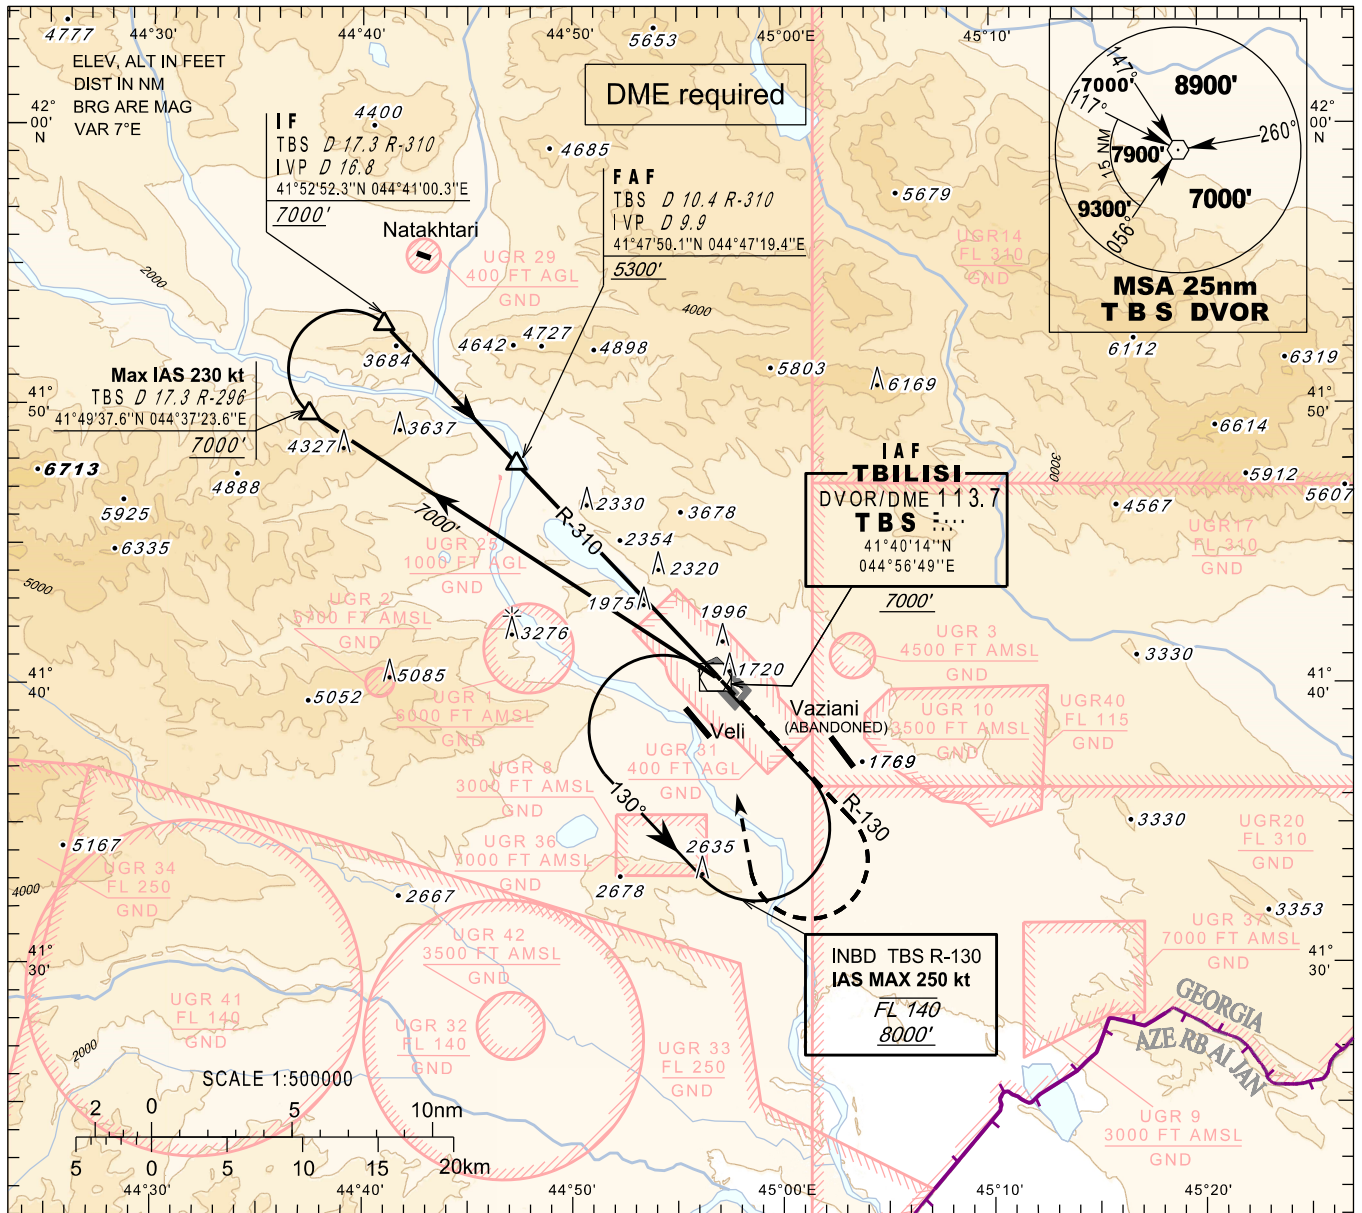 4777
44°30'
44°40'
44°50'
5653
45°00'
45°10'
ELEV, ALT IN FEET
DIST IN NM
BRG ARE MAG
VAR 7°E
42°
00'
N
DME required
147°
7000'
8900'
117°
260°
15 NM
7900'
9300'
7000'
056°
MSA 25nm
TBS DVOR
42°
00'
N
4400
IF
TBS D 17.3 R-310
IVP D 16.8
41°52'52.3"N 044°41'00.3"E
7000'
4685
FAF
TBS D 10.4 R-310
IVP D 9.9
41°47'50.1"N 044°47'19.4"E
5300'
5679
Natakhtari
UGR 29
400 FT AGL
GND
UGR14
FL 310
GND
2000
4000
3684
4642
4727
4898
5803
6169
6112
6319
Max IAS 230 kt
TBS D 17.3 R-296
41°49'37.6"N 044°37'23.6"E
7000'
41°
50'
41°
50'
4327
3637
6614
6713
4888
5925
6335
7000'
R-310
2330
3678
2354
2320
IAF
TBILISI
DVOR/DME 113.7
TBS
41°40'14"N
044°56'49"E
7000'
3000
5912
5607
4567
UGR17
FL 310
GND
UGR 25
1000 FT AGL
GND
5000
UGR 2
5700 FT AMSL
GND
3276
1975
1996
1720
UGR 3
4500 FT AMSL
GND
3330
41°
40'
41°
40'
5085
5052
UGR 1
6000 FT AMSL
GND
Veli
Vaziani
(ABANDONED)
UGR 10
3500 FT AMSL
GND
UGR40
FL 115
GND
UGR 31
400 FT AGL
GND
1769
UGR 8
3000 FT AMSL
GND
130°
R-130
3330
UGR20
FL 310
GND
5167
UGR 36
7000 FT AMSL
GND
2635
2678
UGR 34
FL 250
GND
4000
2667
3353
UGR 37
7000 FT AMSL
GND
UGR 42
3500 FT AMSL
GND
41°
30'
41°
30'
INBD TBS R-130
IAS MAX 250 kt
FL 140
8000'
GEORGIA
AZERBAIJAN
UGR 41
FL 140
GND
UGR 32
FL 140
GND
2000
UGR 33
FL 250
GND
SCALE 1:500000
2 0 5 10nm
5 0 5 10 15 20km
UGR 9
3000 FT AMSL
GND
44°30'
44°40'
44°50'
45°00'
45°10'
45°20'